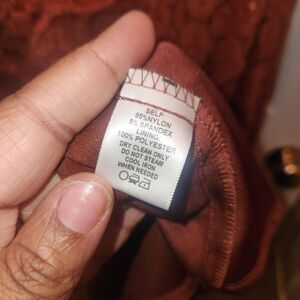 SELF:
95%NYLON
5% SPANDEX
LINING:
100% POLYESTER
DRY CLEAN ONLY
DO NOT STEAM
COOL IRON
WHEN NEEDED